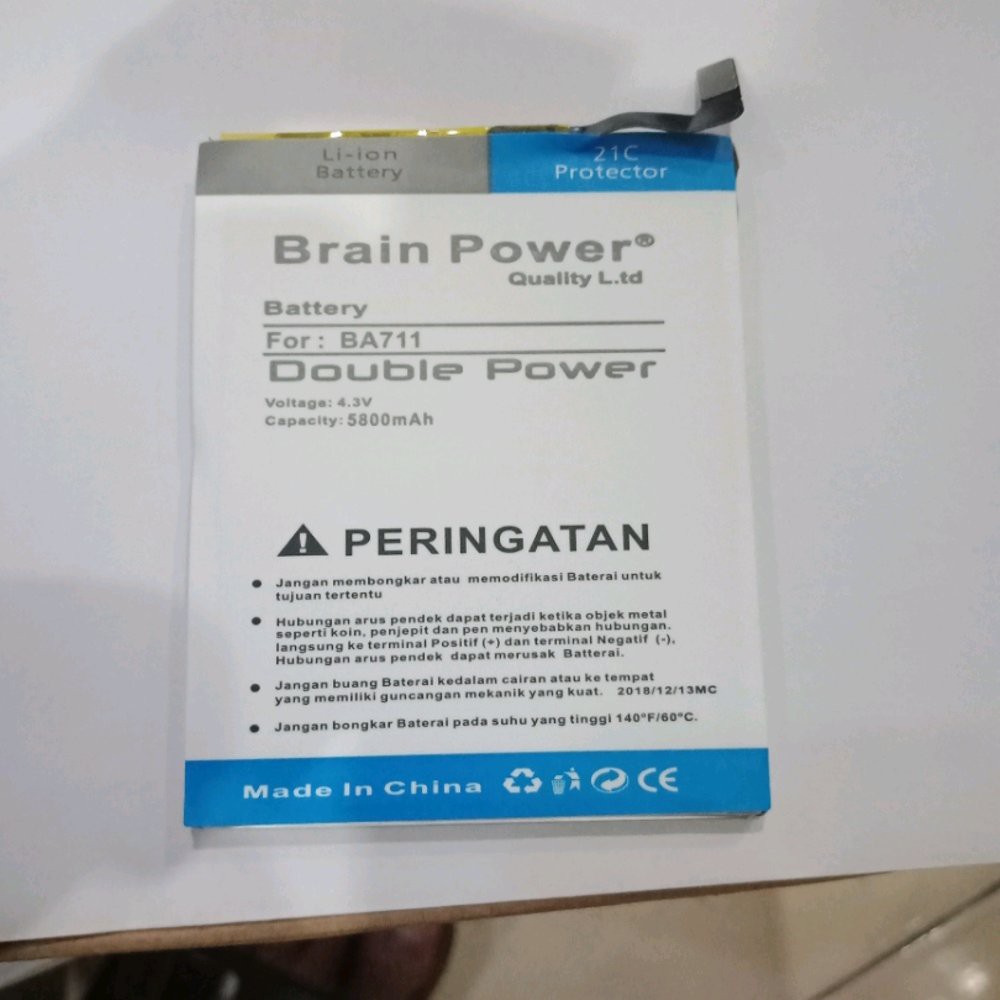 Li-ion
Battery
21C
Protector
Brain Power®
Quality L.td
Battery
For : BA711
Double Power
Voltage: 4.3V
Capacity: 5800mAh
PERINGATAN
● Jangan membongkar atau memodifikasi Baterai untuk
tujuan tertentu
● Hubungan arus pendek dapat terjadi ketika objek metal
seperti koin, penjepit dan pen menyebabkan hubungan.
langsung ke terminal Positif (+) dan terminal Negatif (-),
Hubungan arus pendek dapat merusak Batterai.
● Jangan buang Baterai kedalam cairan atau ke tempat
yang memiliki guncangan mekanik yang kuat. 2018/12/13MC
● Jangan bongkar Baterai pada suhu yang tinggi 140ºF/60ºC.
Made In China CE